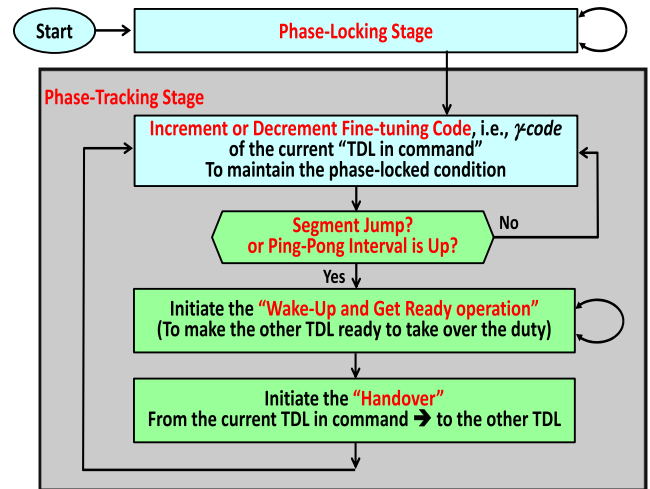 Start
Phase-Locking Stage
Phase-Tracking Stage
Increment or Decrement Fine-tuning Code, i.e., γ-code
of the current “TDL in command”
To maintain the phase-locked condition
Segment Jump?
or Ping-Pong Interval is Up?
No
Yes
Initiate the “Wake-Up and Get Ready operation”
(To make the other TDL ready to take over the duty)
Initiate the “Handover”
From the current TDL in command ➔ to the other TDL